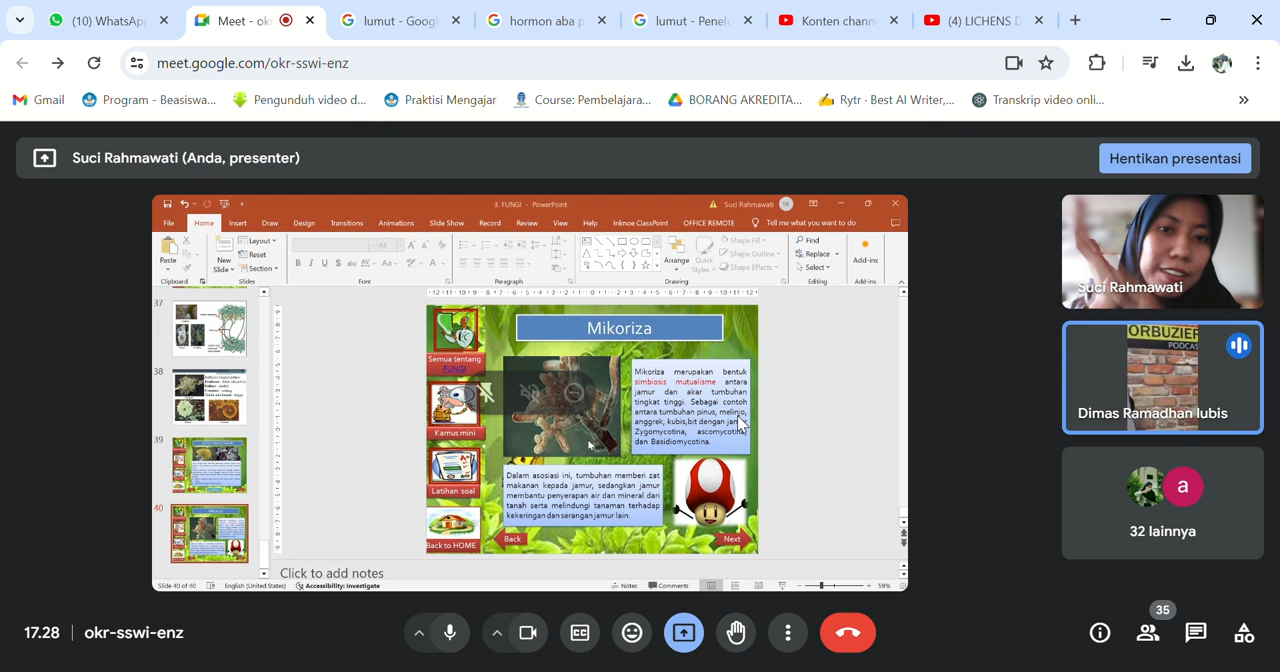 (10) WhatsAp
Meet - ok
lumut - Googl
hormon aba p
lumut - Penelu
Konten chann
(4) LICHENS D
meet.google.com/okr-sswi-enz
Gmail
Program - Beasiswa...
Pengunduh video d...
Praktisi Mengajar
Course: Pembelajara...
BORANG AKREDITA...
Rytr - Best AI Writer,...
Transkrip video onli...
Suci Rahmawati (Anda, presenter)
Hentikan presentasi
3. FUNGI - PowerPoint
Suci Rahmawati
SR
File
Home
Insert
Draw
Design
Transitions
Animations
Slide Show
Record
Review
View
Help
Inknoe ClassPoint
OFFICE REMOTE
Tell me what you want to do
Paste
New
Slide
Layout
Reset
Section
44
Arrange
Quick
Styles
Shape Fill
Shape Outline
Shape Effects
Find
Replace
Select
Add-ins
Clipboard
Slides
Font
Paragraph
Drawing
Editing
Add-ins
37
38
39
40
Mikoriza
Semua tentang
FUNGI
Kamus mini
Latihan soal
Back to HOME
Mikoriza merupakan bentuk
simbiosis mutualisme antara
jamur dan akar tumbuhan
tingkat tinggi. Sebagai contoh
antara tumbuhan pinus, melinjo,
anggrek, kubis,bit dengan jamur
Zygomycotina, ascomycotina,
dan Basidiomycotina.
Dalam asosiasi ini, tumbuhan memberi zat
makanan kepada jamur, sedangkan jamur
membantu penyerapan air dan mineral dari
tanah serta melindungi tanaman terhadap
kekeringan dan serangan jamur lain.
Back
Next
Click to add notes
Slide 40 of 40
English (United States)
Accessibility: Investigate
Notes
Comments
59%
Suci Rahmawati
ORBUZIER
PODCAS
Dimas Ramadhan lubis
a
32 lainnya
17.28
okr-sswi-enz
35